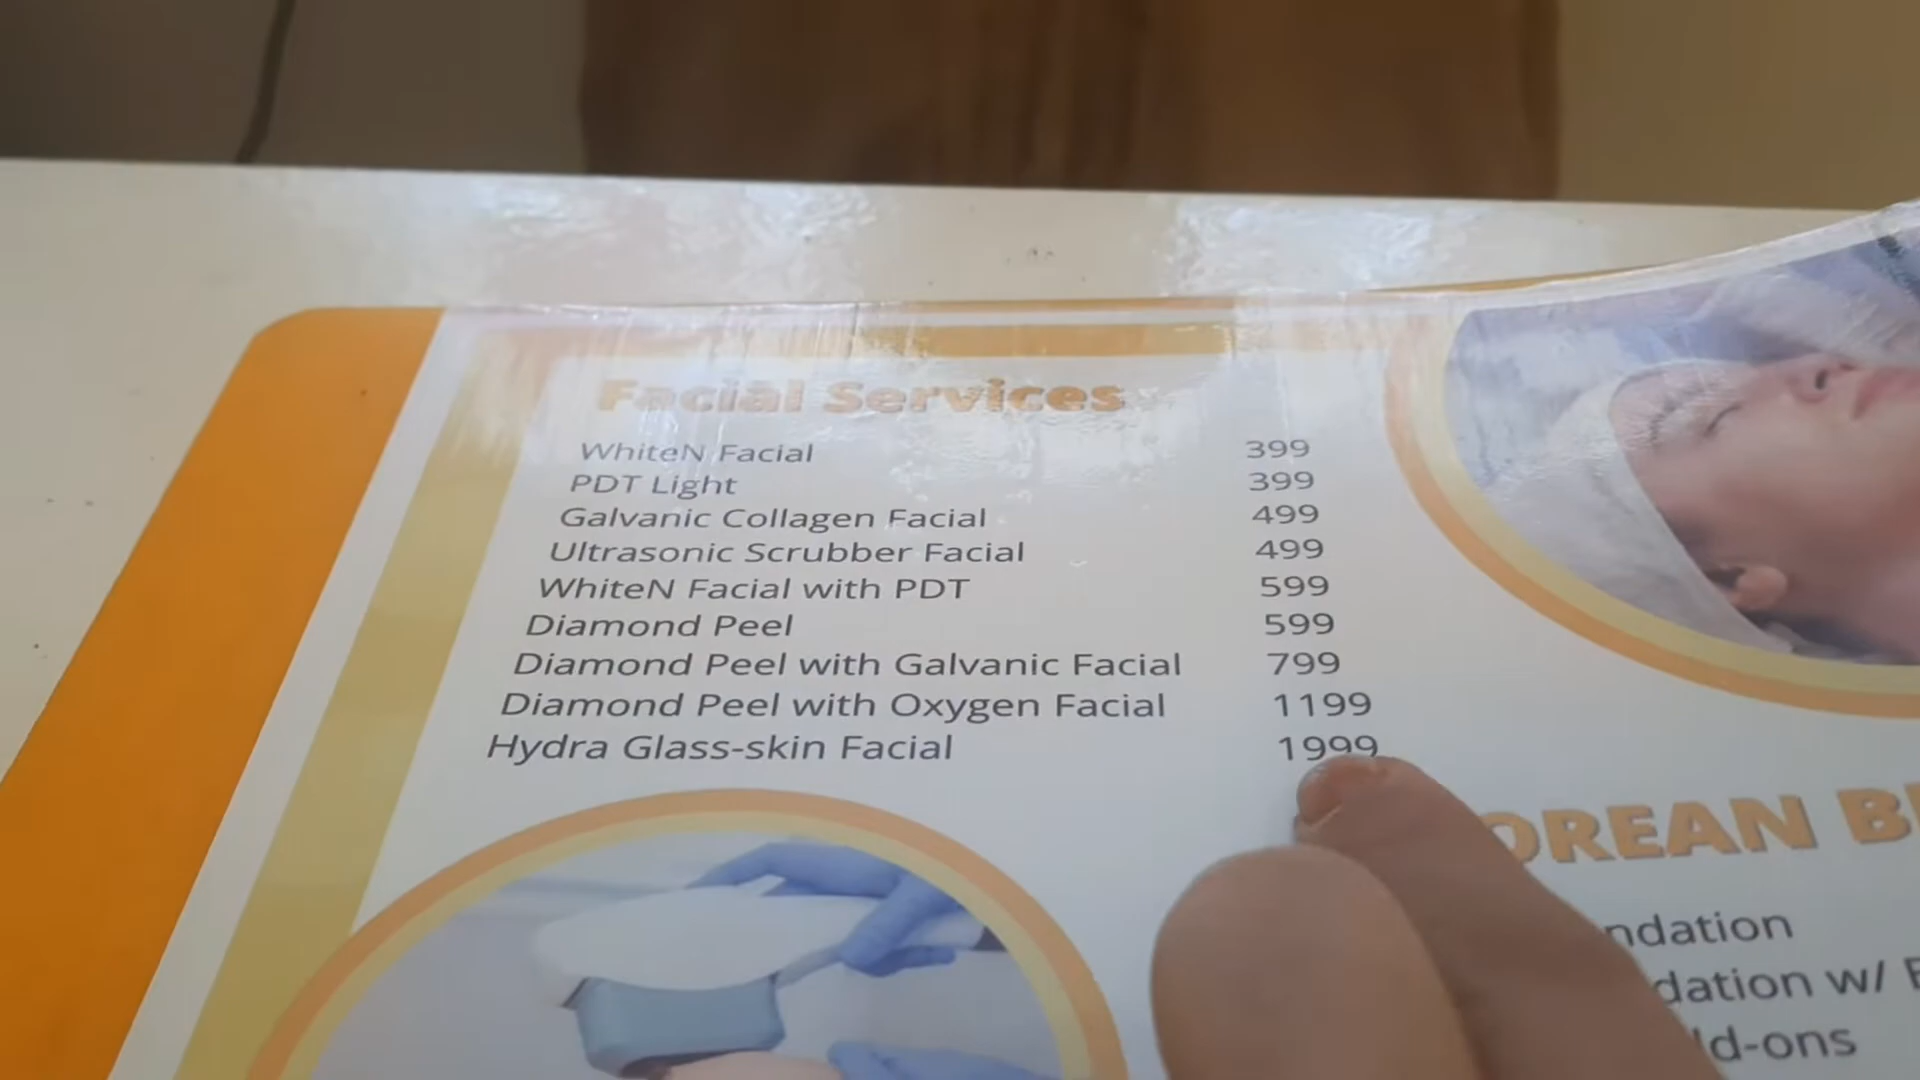 Facial Services
WhiteN Facial 399
PDT Light 399
Galvanic Collagen Facial 499
Ultrasonic Scrubber Facial 499
WhiteN Facial with PDT 599
Diamond Peel 599
Diamond Peel with Galvanic Facial 799
Diamond Peel with Oxygen Facial 1199
Hydra Glass-skin Facial 1999
OREAN B
ndation
dation w/
dd-ons